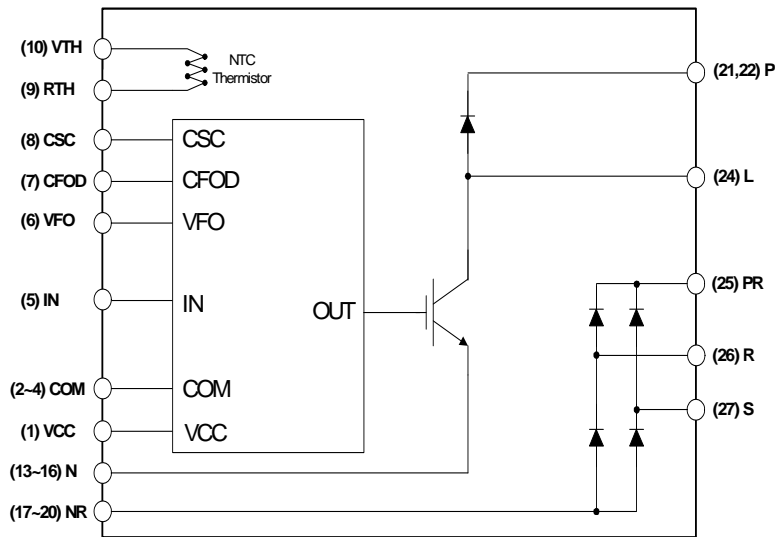 (10) VTH
(9) RTH
(8) CSC
(7) CFOD
(6) VFO
(5) IN
(2~4) COM
(1) VCC
(13~16) N
(17~20) NR
NTC
Thermistor
CSC
CFOD
VFO
IN
OUT
COM
VCC
(21,22) P
(24) L
(25) PR
(26) R
(27) S